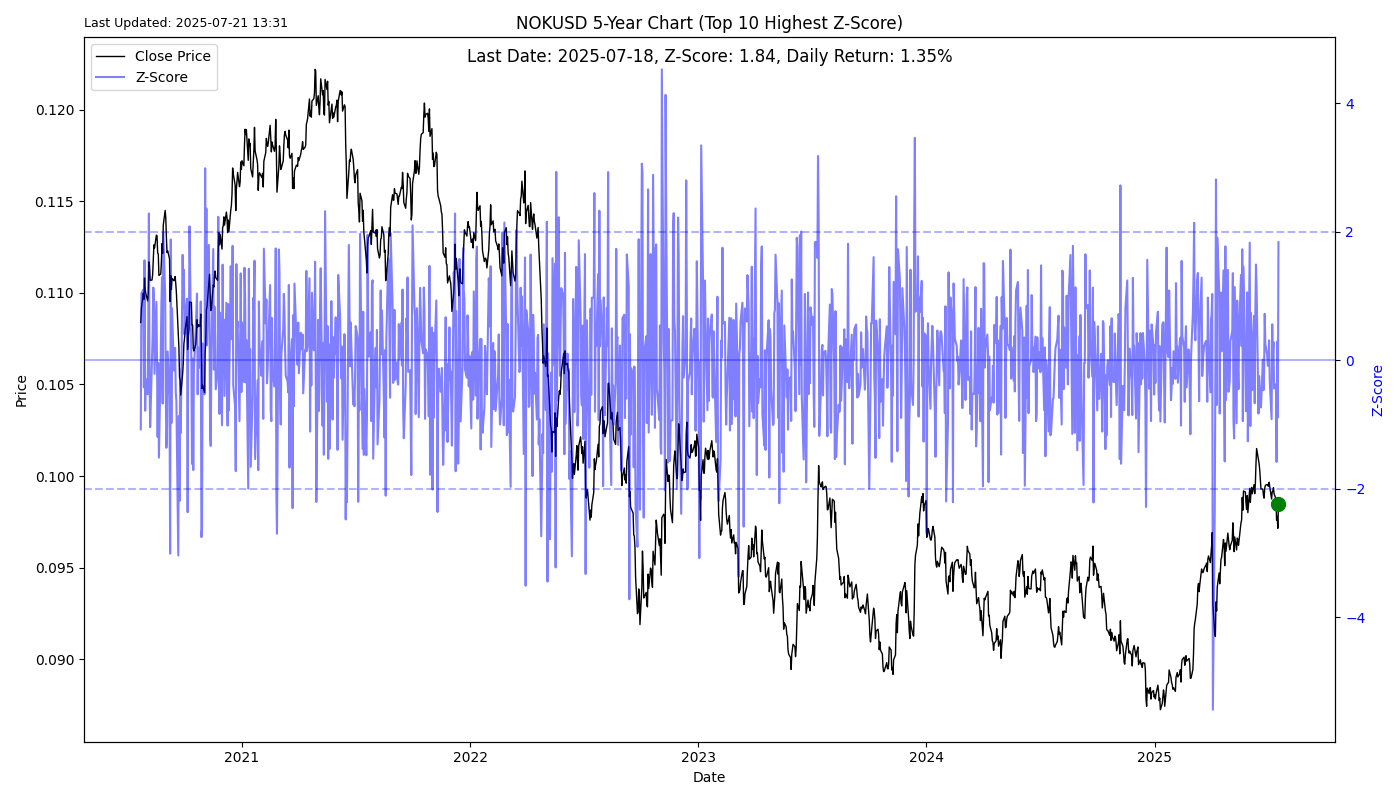 Last Updated: 2025-07-21 13:31
NOKUSD 5-Year Chart (Top 10 Highest Z-Score)
Last Date: 2025-07-18, Z-Score: 1.84, Daily Return: 1.35%
Close Price
Z-Score
0.120
0.115
0.110
0.105
0.100
0.095
0.090
Price
4
2
0
−2
−4
Z-Score
2021
2022
2023
2024
2025
Date